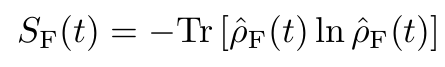 S_F(t) = −Tr [ρ̂_F(t) ln ρ̂_F(t)]